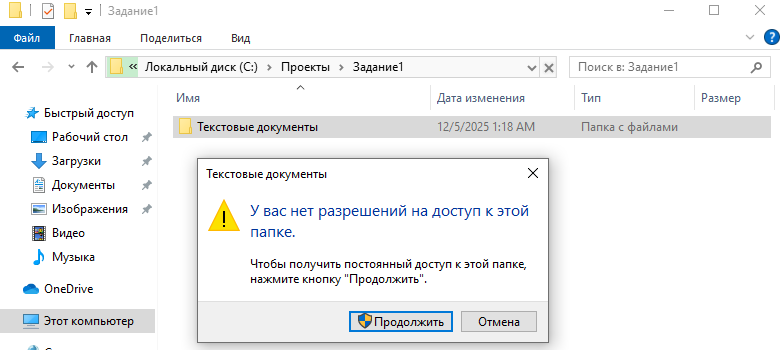 Задание1
Файл
Главная
Поделиться
Вид
« Локальный диск (C:) > Проекты > Задание1
Поиск в: Задание1
Имя
Дата изменения
Тип
Размер
Быстрый доступ
Рабочий стол
Загрузки
Документы
Изображения
Видео
Музыка
OneDrive
Этот компьютер
Текстовые документы
12/5/2025 1:18 AM
Папка с файлами
Текстовые документы
У вас нет разрешений на доступ к этой
папке.
Чтобы получить постоянный доступ к этой папке,
нажмите кнопку "Продолжить".
Продолжить
Отмена